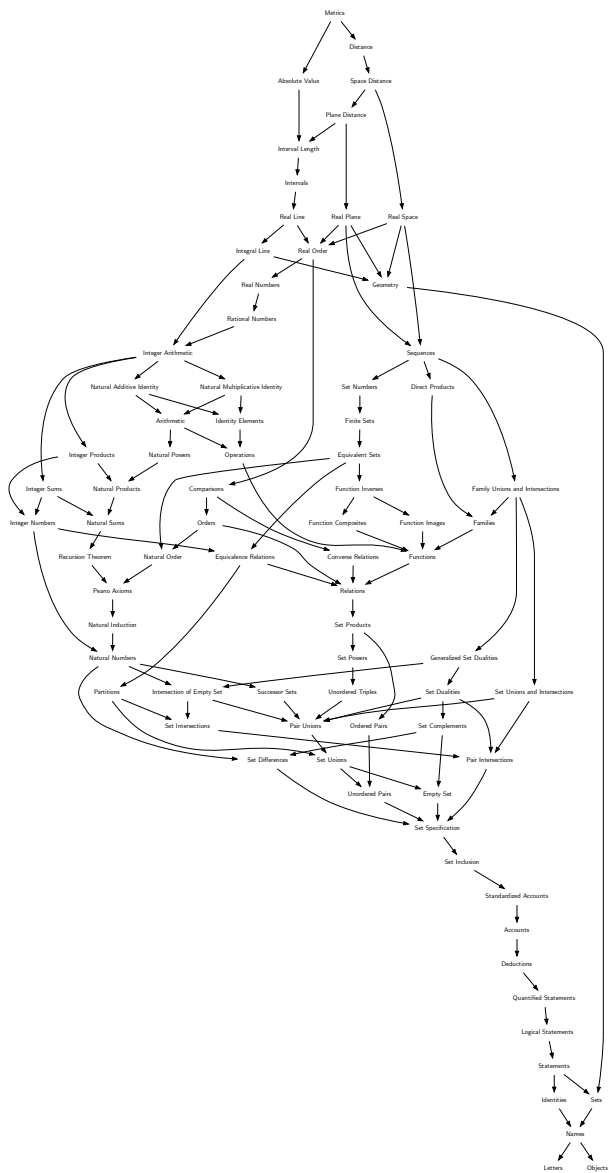 Metrics
Distance
Absolute Value Space Distance
Plane Distance
Interval Length
Intervals
Real Line Real Plane Real Space
Integral Line Real Order
Real Numbers Geometry
Rational Numbers
Integer Arithmetic Sequences
Natural Additive Identity Natural Multiplicative Identity Set Numbers Direct Products
Arithmetic Identity Elements Finite Sets
Integer Products Natural Powers Operations Equivalent Sets
Integer Sums Natural Products Comparisons Function Inverses Family Unions and Intersections
Integer Numbers Natural Sums Orders Function Composites Function Images Families
Recursion Theorem Natural Order Equivalence Relations Converse Relations Functions
Peano Axioms Relations
Natural Induction Set Products
Natural Numbers Set Powers Generalized Set Dualities
Partitions Intersection of Empty Set Successor Sets Unordered Triples Set Dualities Set Unions and Intersections
Set Intersections Pair Unions Ordered Pairs Set Complements
Set Differences Set Unions Pair Intersections
Unordered Pairs Empty Set
Set Specification
Set Inclusion
Standardized Accounts
Accounts
Deductions
Quantified Statements
Logical Statements
Statements
Identities Sets
Names
Letters Objects